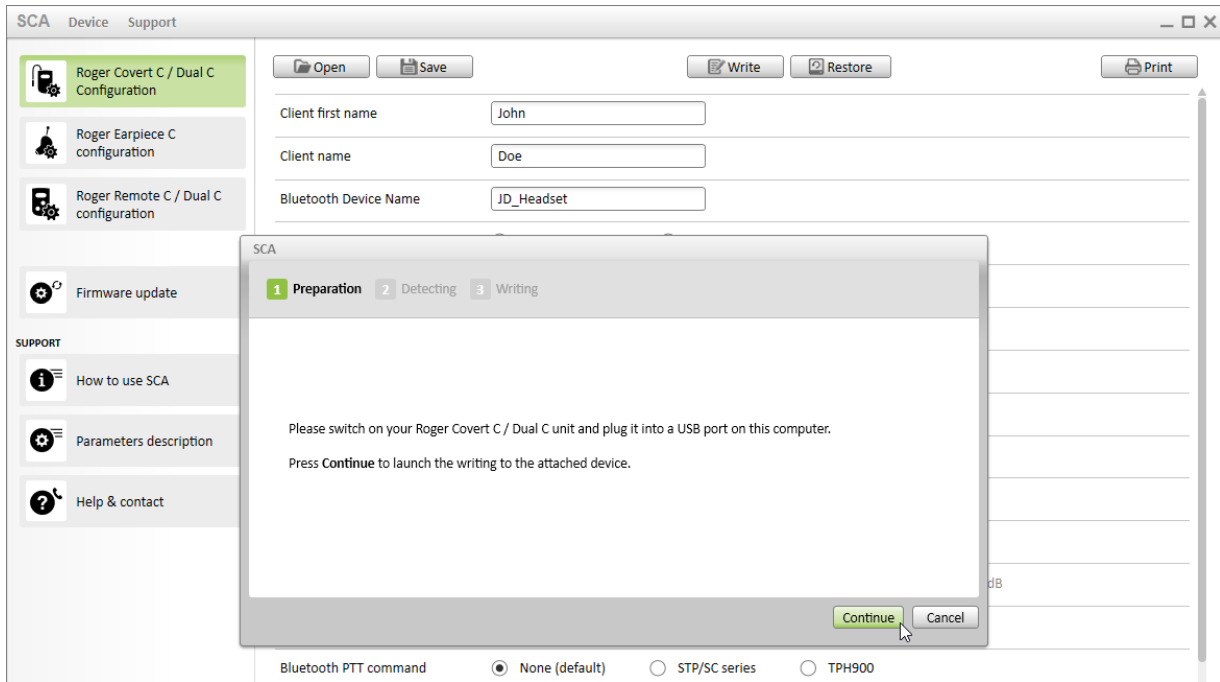 SCA Device Support
Roger Covert C / Dual C
Configuration
Roger Earpiece C
configuration
Roger Remote C / Dual C
configuration
Firmware update
SUPPORT
How to use SCA
Parameters description
Help & contact
Open Save Write Restore Print
Client first name John
Client name Doe
Bluetooth Device Name JD_Headset
SCA
1 Preparation 2 Detecting 3 Writing
Please switch on your Roger Covert C / Dual C unit and plug it into a USB port on this computer.
Press Continue to launch the writing to the attached device.
dB
Continue Cancel
Bluetooth PTT command None (default) STP/SC series TPH900